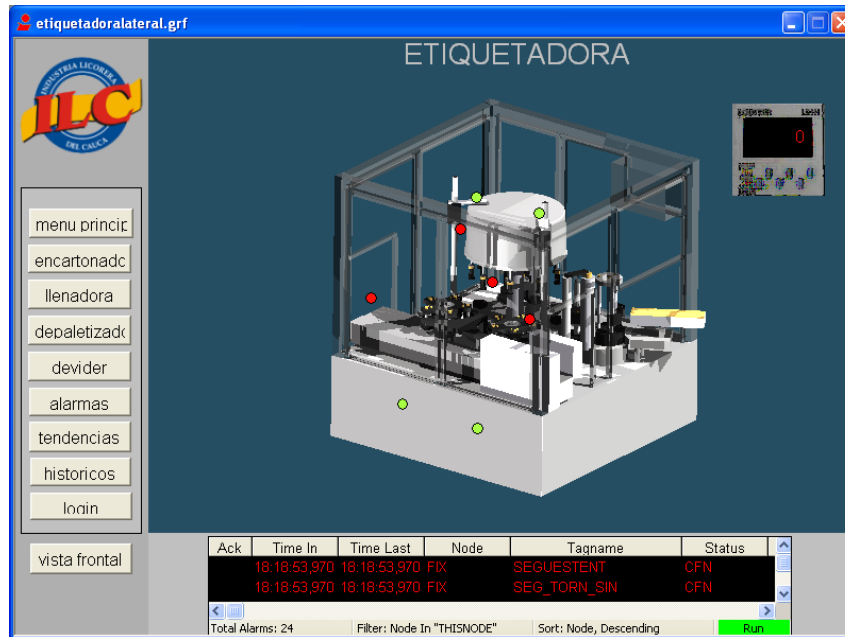 etiquetadoralateral.grf
ETIQUETADORA
INDUSTRIA LICORERA
ILC
DEL CAUCA
0
menu princip
encartonado
llenadora
depaletizado
devider
alarmas
tendencias
historicos
login
vista frontal
Ack Time In Time Last Node Tagname Status
18:18:53,970 18:18:53,970 FIX SEGUESTENT CFN
18:18:53,970 18:18:53,970 FIX SEG_TORN_SIN CFN
Total Alarms: 24 Filter: Node In "THISNODE" Sort: Node, Descending Run